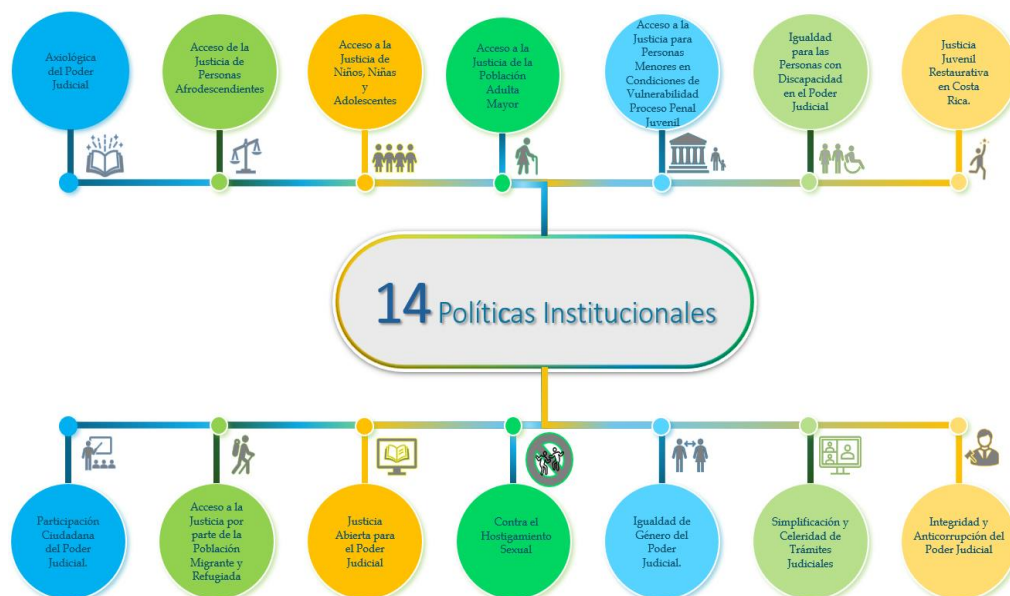 Axiológica
del Poder
Judicial
Acceso de la
Justicia de
Personas
Afrodescendientes
Acceso a la
Justicia de
Niños, Niñas
y
Adolescentes
Acceso a la
Justicia de la
Población
Adulta
Mayor
Acceso a la
Justicia para
Personas
Menores en
Condiciones de
Vulnerabilidad
Proceso Penal
Juvenil
Igualdad
para las
Personas con
Discapacidad
en el Poder
Judicial
Justicia
Juvenil
Restaurativa
en Costa
Rica.
14 Políticas Institucionales
Participación
Ciudadana
del Poder
Judicial.
Acceso a la
Justicia por
parte de la
Población
Migrante y
Refugiada
Justicia
Abierta para
el Poder
Judicial
Contra el
Hostigamiento
Sexual
Igualdad de
Género del
Poder
Judicial.
Simplificación y
Celeridad de
Trámites
Judiciales
Integridad y
Anticorrupción del
Poder Judicial